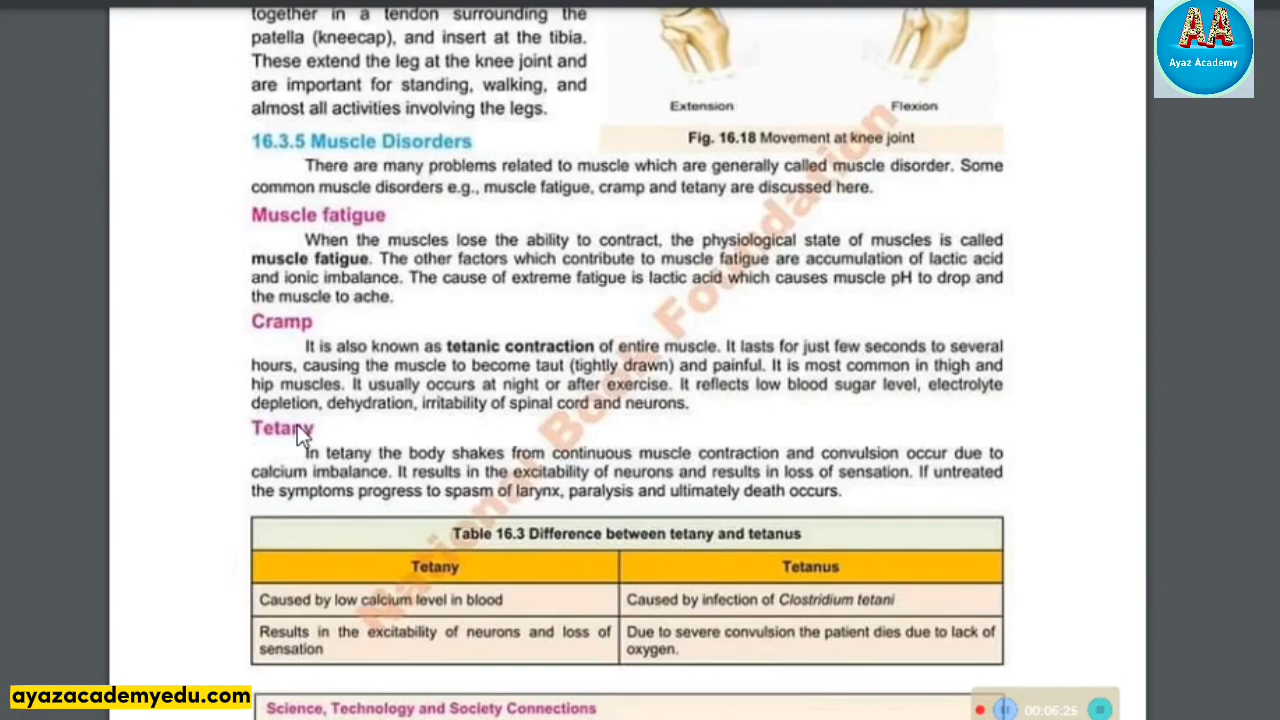 together in a tendon surrounding the
patella (kneecap), and insert at the tibia.
These extend the leg at the knee joint and
are important for standing, walking, and
almost all activities involving the legs.
Extension
Flexion
Fig. 16.18 Movement at knee joint
16.3.5 Muscle Disorders
There are many problems related to muscle which are generally called muscle disorder. Some
common muscle disorders e.g., muscle fatigue, cramp and tetany are discussed here.
Muscle fatigue
When the muscles lose the ability to contract, the physiological state of muscles is called
muscle fatigue. The other factors which contribute to muscle fatigue are accumulation of lactic acid
and ionic imbalance. The cause of extreme fatigue is lactic acid which causes muscle pH to drop and
the muscle to ache.
Cramp
It is also known as tetanic contraction of entire muscle. It lasts for just few seconds to several
hours, causing the muscle to become taut (tightly drawn) and painful. It is most common in thigh and
hip muscles. It usually occurs at night or after exercise. It reflects low blood sugar level, electrolyte
depletion, dehydration, irritability of spinal cord and neurons.
Tetany
In tetany the body shakes from continuous muscle contraction and convulsion occur due to
calcium imbalance. It results in the excitability of neurons and results in loss of sensation. If untreated
the symptoms progress to spasm of larynx, paralysis and ultimately death occurs.
Table 16.3 Difference between tetany and tetanus
Tetany
Tetanus
Caused by low calcium level in blood
Caused by infection of Clostridium tetani
Results in the excitability of neurons and loss of
sensation
Due to severe convulsion the patient dies due to lack of
oxygen.
Science, Technology and Society Connections
National Book Foundation
AA
Ayaz Academy
ayazacademyedu.com
00:06:25